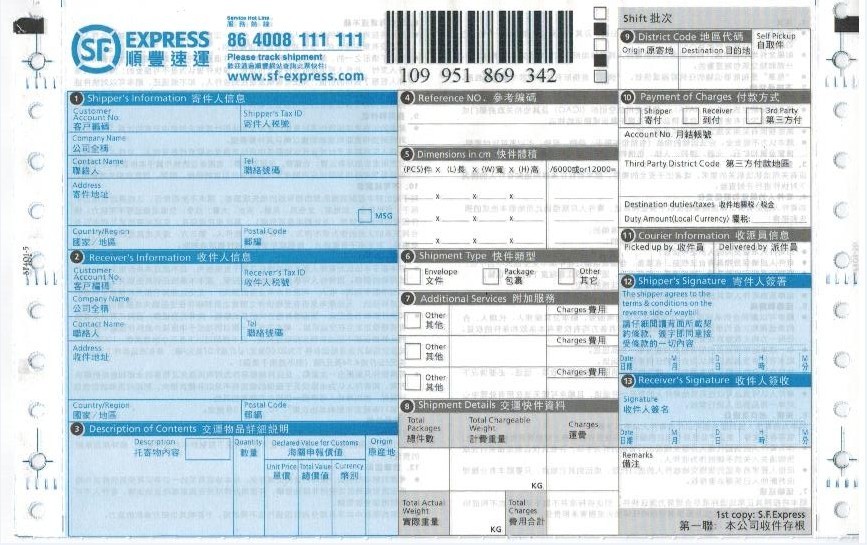 SF EXPRESS
順豐速運
Service Hot Line
服務熱線
86 4008 111 111
Please track shipment
www.sf-express.com
109 951 869 342
Shift 批次
9 District Code 地區代码
Self Pickup
自取件
Origin 原寄地 Destination 目的地
1 Shipper's Information 寄件人信息
Customer
Account No.
客戶編碼
Shipper's Tax ID
寄件人稅號
Company Name
公司全稱
Contact Name
聯絡人
Tel
聯絡號碼
Address
寄件地址
MSG
Country/Region
國家/地區
Postal Code
郵編
2 Receiver's Information 收件人信息
Customer
Account No.
客戶編碼
Receiver's Tax ID
收件人稅號
Company Name
公司全稱
Contact Name
聯絡人
Tel
聯絡號碼
Address
收件地址
Country/Region
國家/地區
Postal Code
郵編
3 Description of Contents 交運物品詳細説明
Description
托寄物內容
Quantity
數量
Declared Value for Customs
海關申報價值
Origin
原產地
Unit Price
單價
Total Value
總價值
Currency
幣別
4 Reference NO. 參考編碼
5 Dimensions in cm 快件體積
(PCS)件 X (L)長 X (W)寬 X (H)高 /6000或or12000=
x x x
x x x
x x x
6 Shipment Type 快件類型
Envelope
文件
Package
包裹
Other
其它
7 Additional Services 附加服務
Other
其他
Charges 費用
Other
其他
Charges 費用
Other
其他
Charges 費用
8 Shipment Details 交運快件資料
Total
Packages
總件數
Total Chargeable
Weight
計費重量
Charges
運費
KG
Total Actual
Weight
實際重量
KG
Total
Charges
費用合計
10 Payment of Charges 付款方式
Shipper
寄付
Receiver
到付
3rd Party
第三方付
Account No. 月結帳號
Third Party District Code 第三方付款地區
Destination duties/taxes 收件地關稅/稅金
Duty Amount(Local Currency) 覆稅:
11 Courier Information 收派員信息
Picked up by 收件員 Delivered by 派件員
12 Shipper's Signature 寄件人簽署
The shipper agrees to the
terms & conditions on the
reverse side of waybill
請仔細閲讀背面所載契
約條款，簽字即同意接
受條款的一切內容
Date M D H M
日期 月 日 時 分
13 Receiver's Signature 收件人簽收
Signature
收件人簽名
Date M D H M
日期 月 日 時 分
Remarks
備注
1st copy: S.F.Express
第一聯: 本公司收件存根